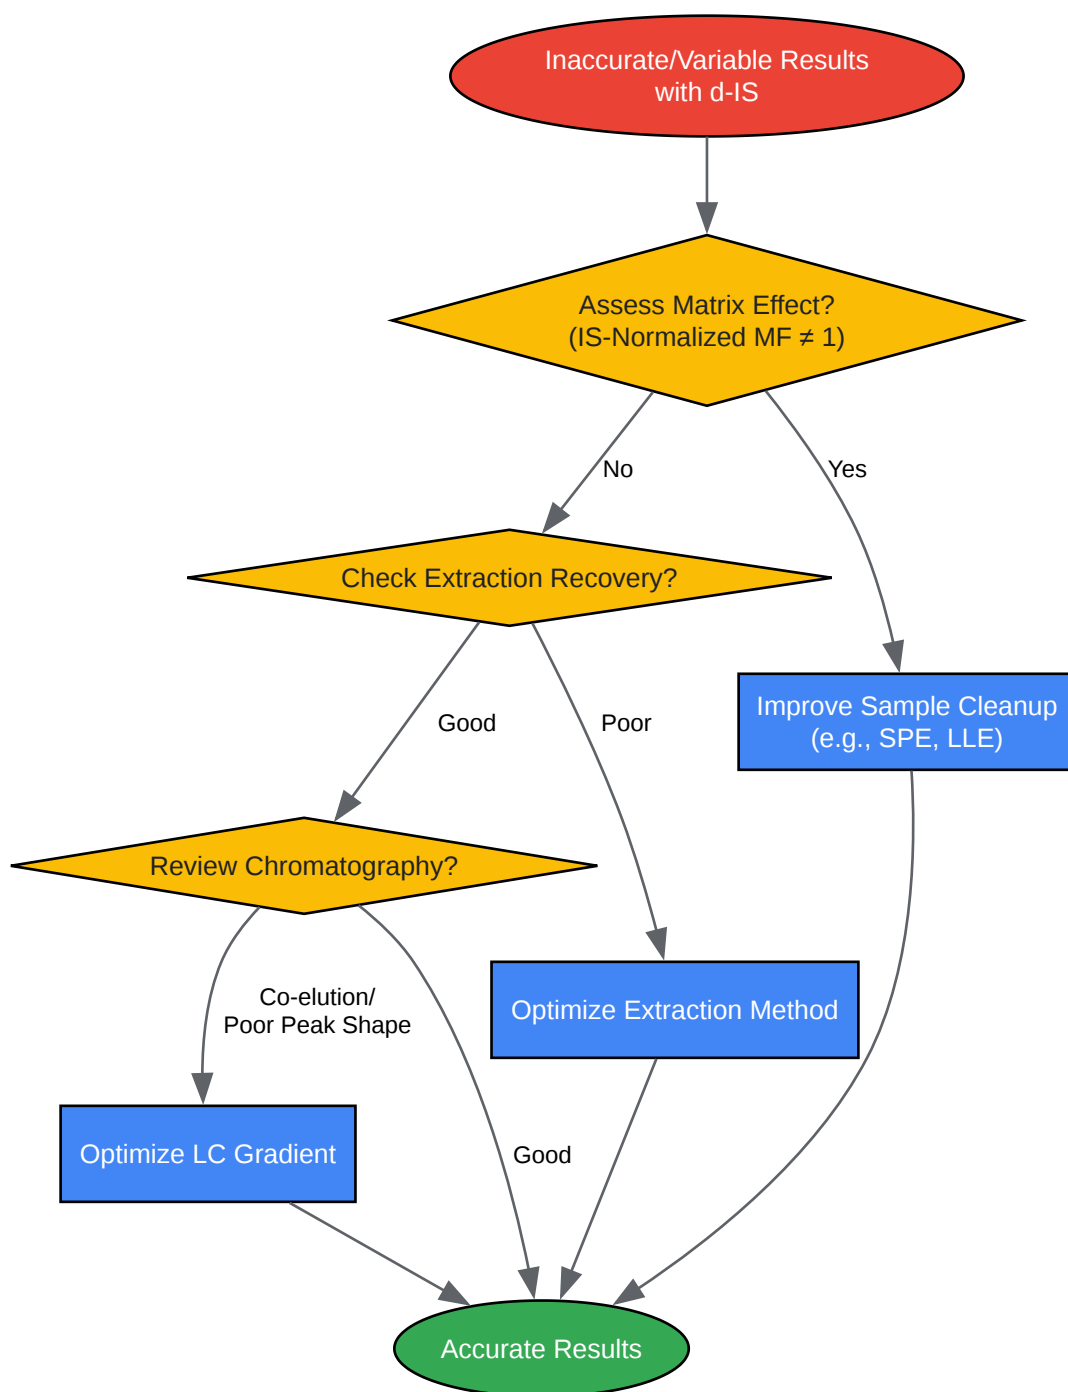 Inaccurate/Variable Results
with d-IS
Assess Matrix Effect?
(IS-Normalized MF ≠ 1)
No
Yes
Check Extraction Recovery?
Improve Sample Cleanup
(e.g., SPE, LLE)
Good
Poor
Review Chromatography?
Co-elution/
Poor Peak Shape
Optimize Extraction Method
Optimize LC Gradient
Good
Accurate Results